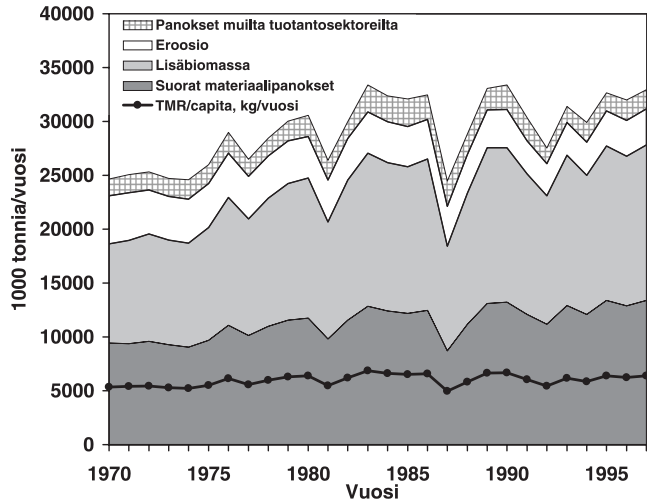 Panokset muilta tuotantosektoreilta
Eroosio
Lisäbiomassa
Suorat materiaalipanokset
TMR/capita, kg/vuosi
1000 tonnia/vuosi
40000
35000
30000
25000
20000
15000
10000
5000
0
1970 1975 1980 1985 1990 1995
Vuosi